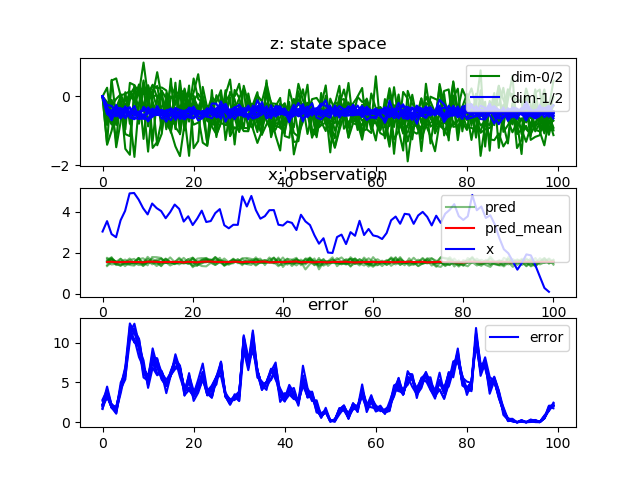 z: state space
0
−2
dim-0/2
dim-1/2
0 20 40 60 80 100
x: observation
4
2
0
pred
pred_mean
x
0 20 40 60 80 100
error
10
5
0
error
0 20 40 60 80 100